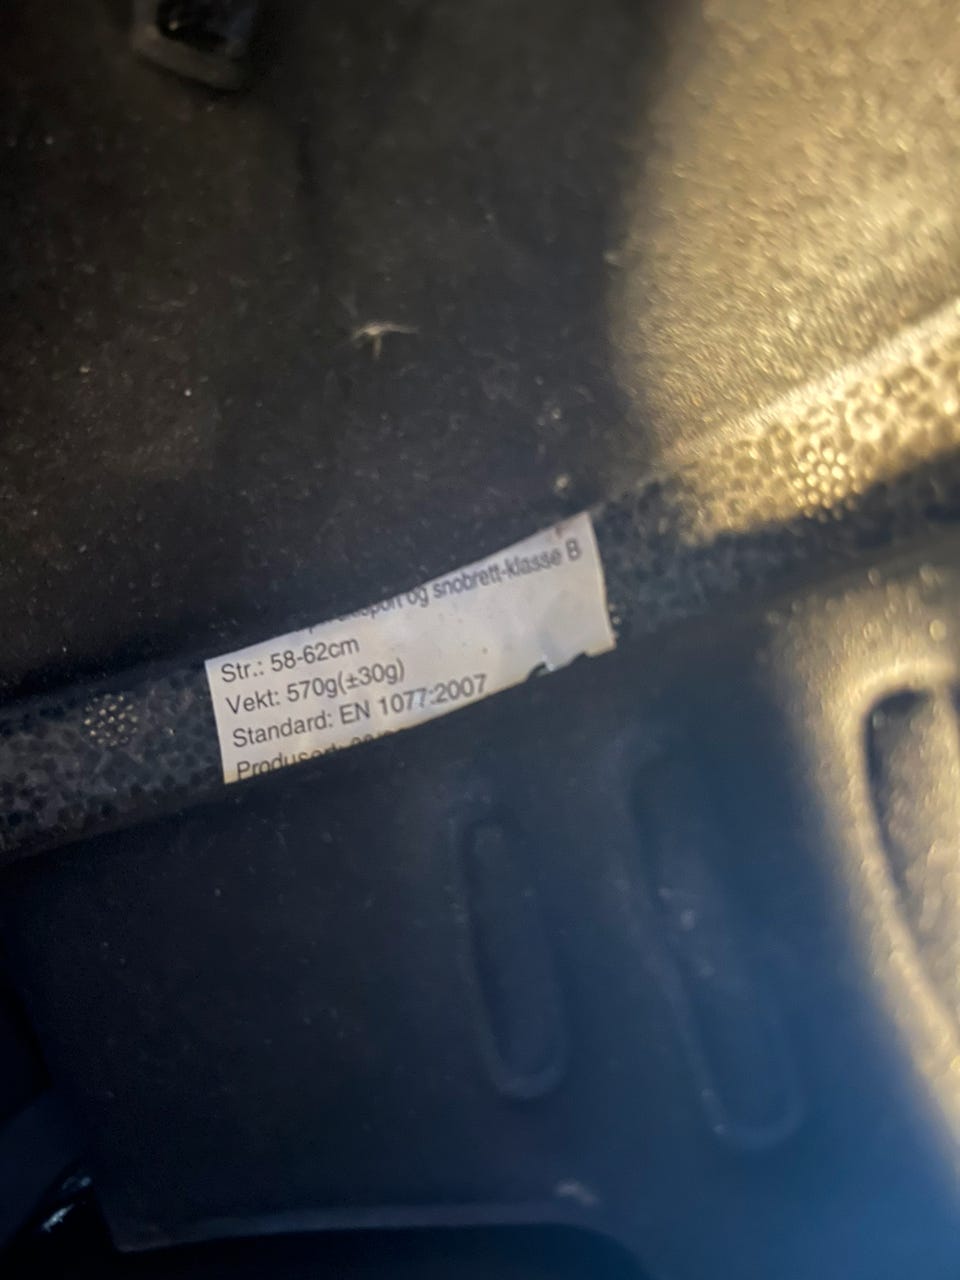 og snobrett-klasse B
Str.: 58-62cm
Vekt: 570g(±30g)
Standard: EN 1077:2007